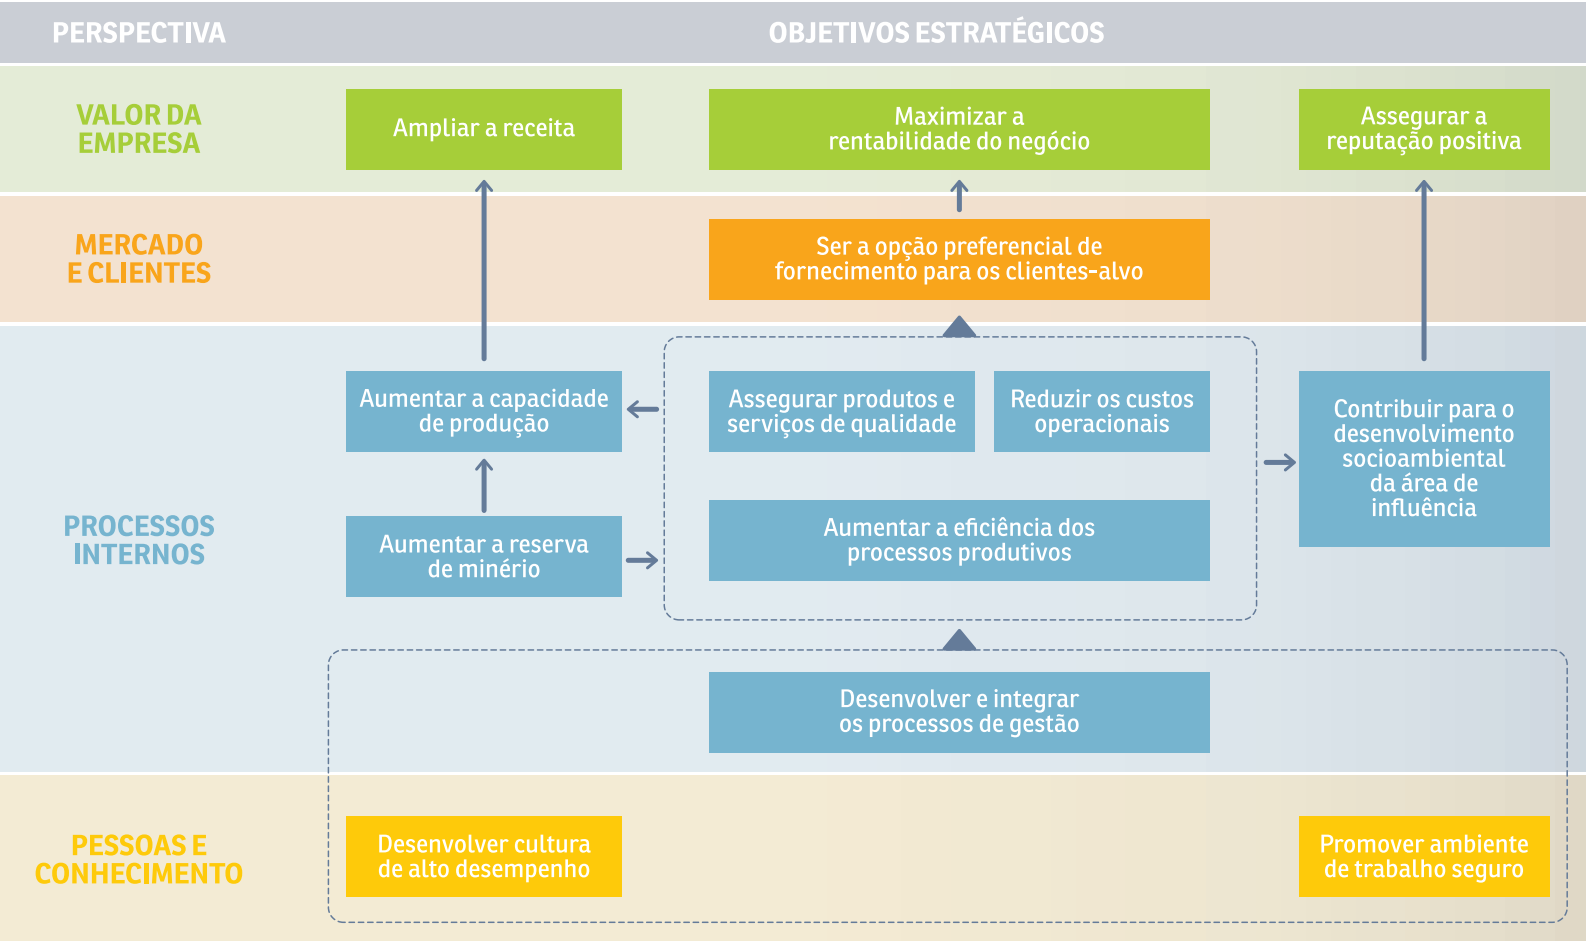 PERSPECTIVA
OBJETIVOS ESTRATÉGICOS
VALOR DA
EMPRESA
Ampliar a receita
Maximizar a
rentabilidade do negócio
Assegurar a
reputação positiva
MERCADO
E CLIENTES
Ser a opção preferencial de
fornecimento para os clientes-alvo
PROCESSOS
INTERNOS
Aumentar a capacidade
de produção
Assegurar produtos e
serviços de qualidade
Reduzir os custos
operacionais
Contribuir para o
desenvolvimento
socioambiental
da área de
influência
Aumentar a reserva
de minério
Aumentar a eficiência dos
processos produtivos
Desenvolver e integrar
os processos de gestão
PESSOAS E
CONHECIMENTO
Desenvolver cultura
de alto desempenho
Promover ambiente
de trabalho seguro